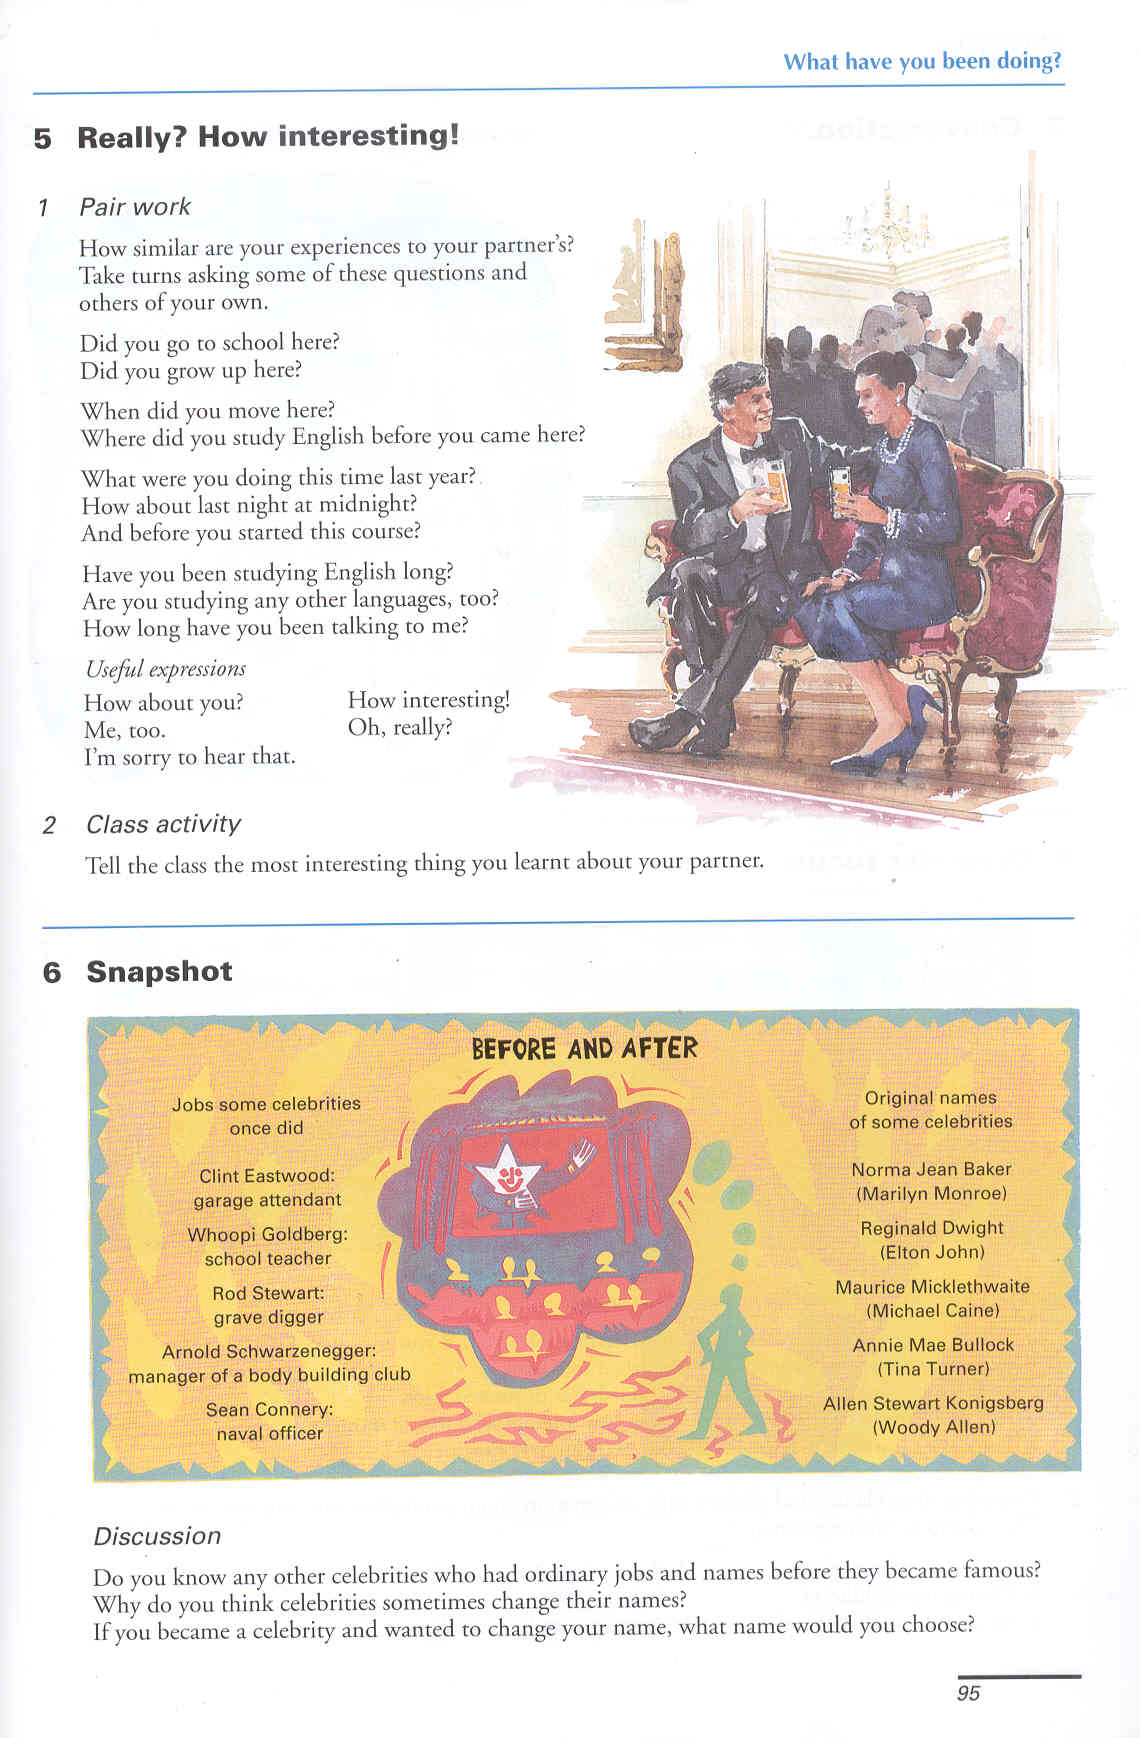 What have you been doing?
5 Really? How interesting!
1 Pair work
How similar are your experiences to your partner's?
Take turns asking some of these questions and
others of your own.
Did you go to school here?
Did you grow up here?
When did you move here?
Where did you study English before you came here?
What were you doing this time last year?
How about last night at midnight?
And before you started this course?
Have you been studying English long?
Are you studying any other languages, too?
How long have you been talking to me?
Useful expressions
How about you?
Me, too.
I'm sorry to hear that.
How interesting!
Oh, really?
2 Class activity
Tell the class the most interesting thing you learnt about your partner.
6 Snapshot
BEFORE AND AFTER
Jobs some celebrities
once did
Clint Eastwood:
garage attendant
Whoopi Goldberg:
school teacher
Rod Stewart:
grave digger
Arnold Schwarzenegger:
manager of a body building club
Sean Connery:
naval officer
Original names
of some celebrities
Norma Jean Baker
(Marilyn Monroe)
Reginald Dwight
(Elton John)
Maurice Micklethwaite
(Michael Caine)
Annie Mae Bullock
(Tina Turner)
Allen Stewart Konigsberg
(Woody Allen)
Discussion
Do you know any other celebrities who had ordinary jobs and names before they became famous?
Why do you think celebrities sometimes change their names?
If you became a celebrity and wanted to change your name, what name would you choose?
95